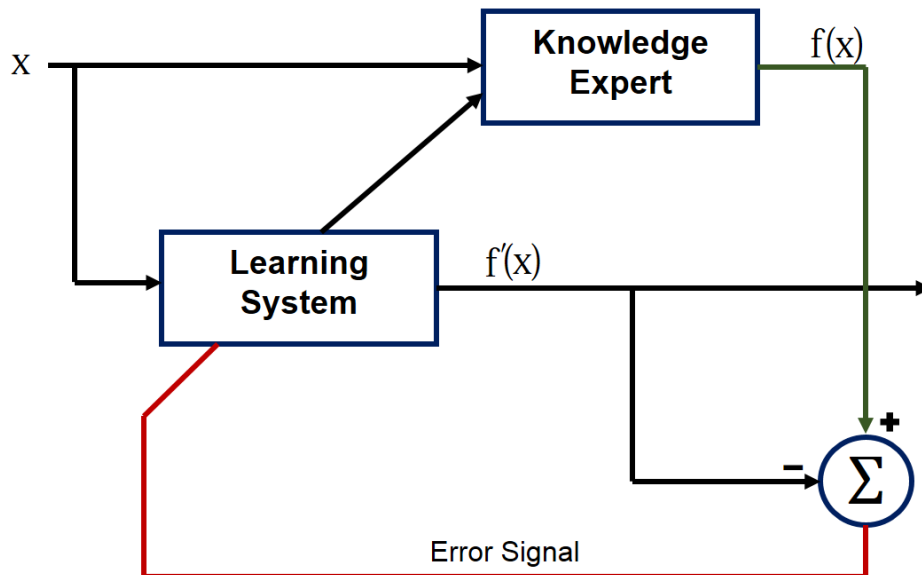 Knowledge
Expert
f(x)
x
Learning
System
f′(x)
+
−
Σ
Error Signal